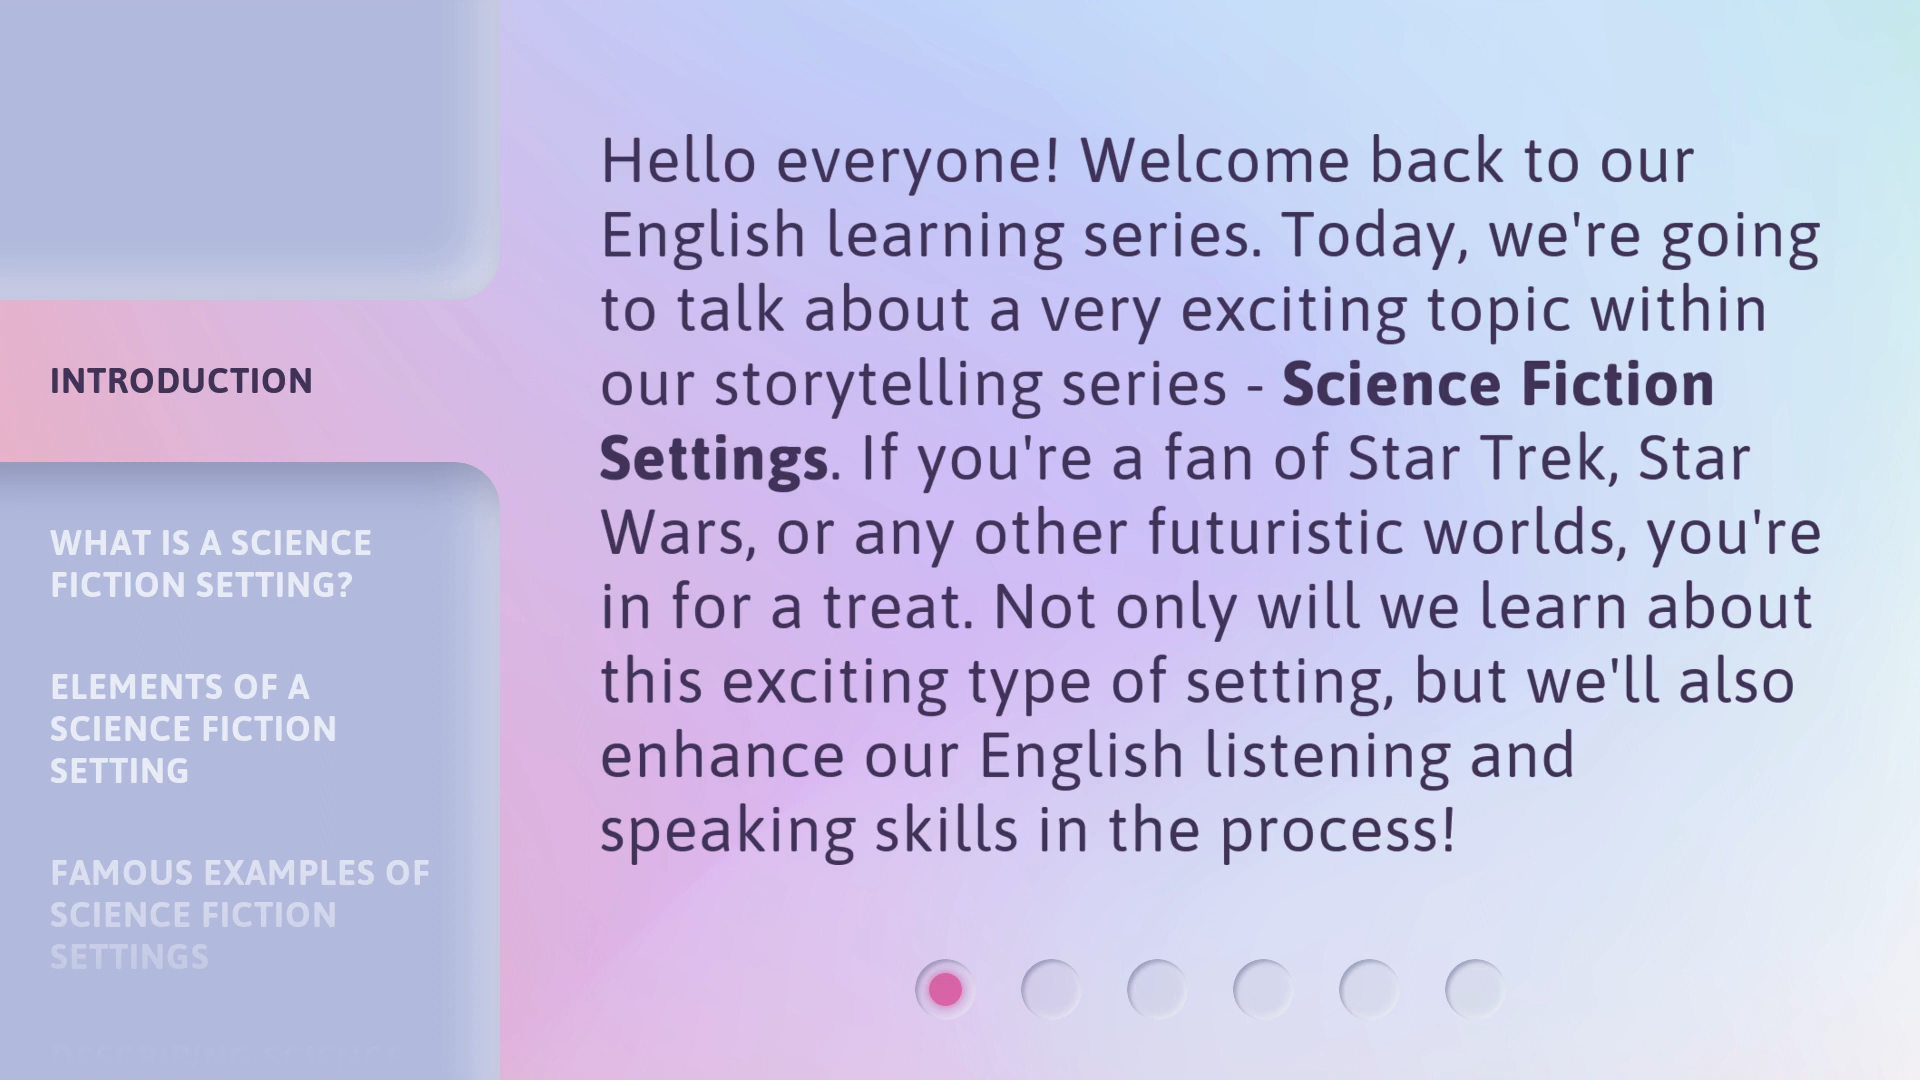 INTRODUCTION
WHAT IS A SCIENCE
FICTION SETTING?
ELEMENTS OF A
SCIENCE FICTION
SETTING
FAMOUS EXAMPLES OF
SCIENCE FICTION
SETTINGS
DESCRIBING SCIENCE
Hello everyone! Welcome back to our
English learning series. Today, we're going
to talk about a very exciting topic within
our storytelling series - Science Fiction
Settings. If you're a fan of Star Trek, Star
Wars, or any other futuristic worlds, you're
in for a treat. Not only will we learn about
this exciting type of setting, but we'll also
enhance our English listening and
speaking skills in the process!